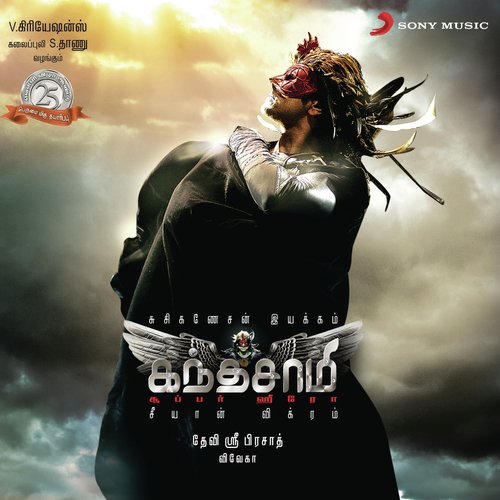 V.கிரியேஷன்ஸ்
கலைப்புலி S.தாணு
வழங்கும்
SONY MUSIC
25
சுசிகணேசன் இயக்கம்
கந்தசாமி
சூப்பர் ஹீரோ
சீயான் விக்ரம்
தேவி ஸ்ரீ பிரசாத்
விவேகா